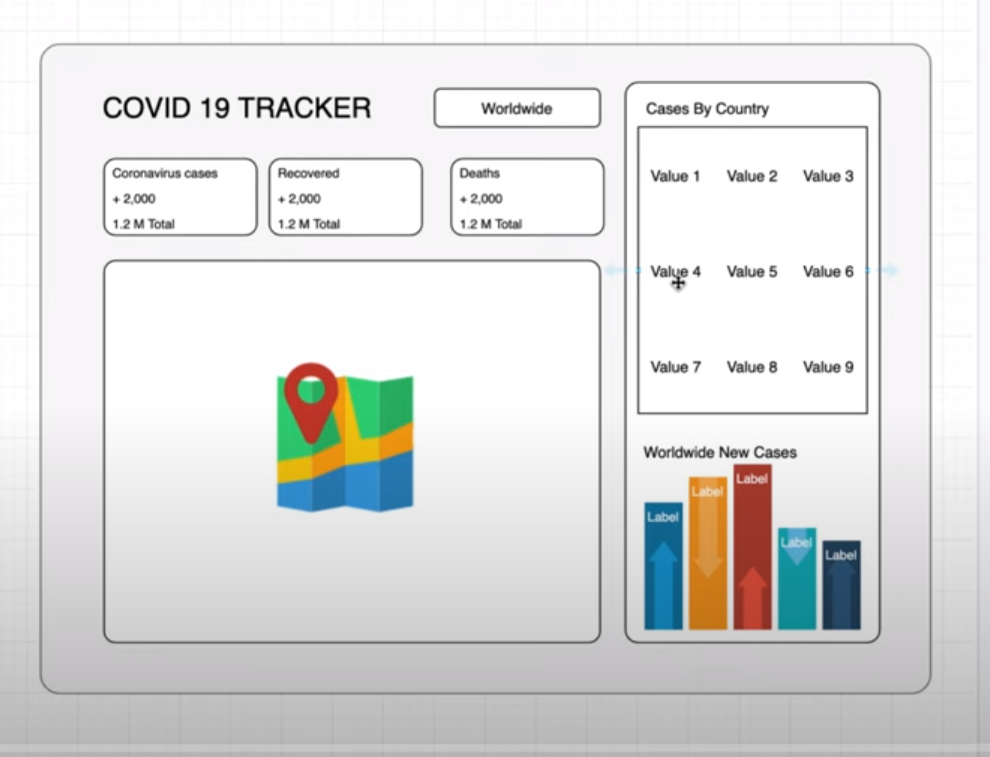 COVID 19 TRACKER
Worldwide
Coronavirus cases
+ 2,000
1.2 M Total
Recovered
+ 2,000
1.2 M Total
Deaths
+ 2,000
1.2 M Total
Cases By Country
Value 1 Value 2 Value 3
Value 4 Value 5 Value 6
Value 7 Value 8 Value 9
Worldwide New Cases
Label
Label
Label
Label
Label